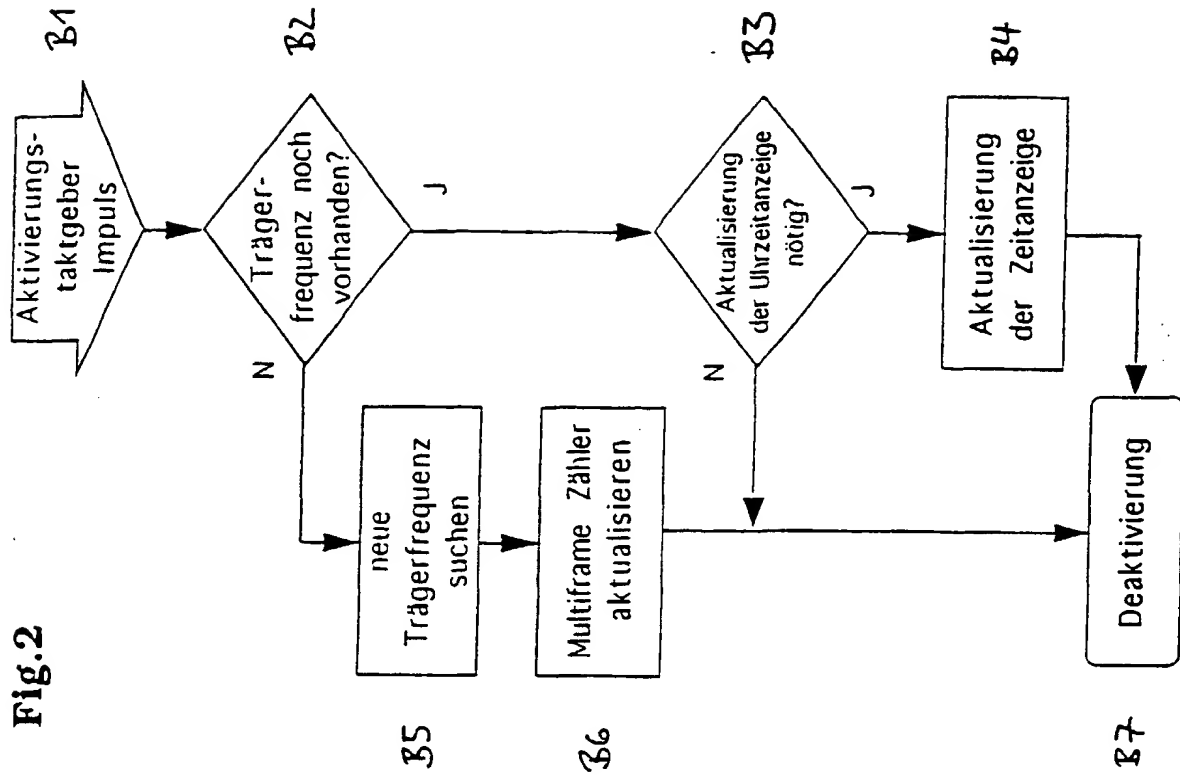 Fig.2
Aktivierungs-
taktgeber
Impuls
B1
Träger-
frequenz noch
vorhanden?
B2
N
J
neue
Trägerfrequenz
suchen
B5
Multiframe Zähler
aktualisieren
B6
Aktualisierung
der Uhrzeitanzeige
nötig?
B3
N
J
Aktualisierung
der Zeitanzeige
B4
Deaktivierung
B7